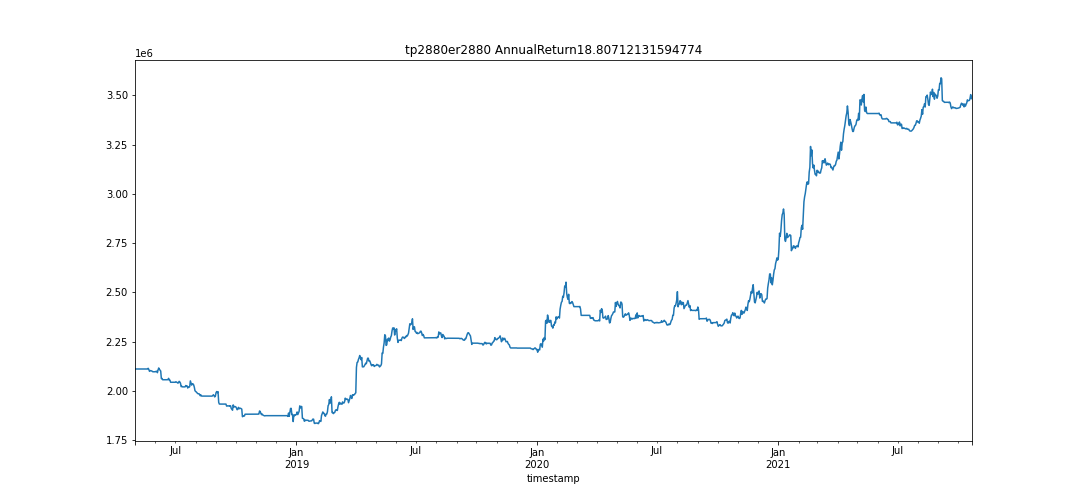 tp2880er2880 AnnualReturn18.80712131594774
1e6
3.50
3.25
3.00
2.75
2.50
2.25
2.00
1.75
Jul Jan Jul Jan Jul Jan Jul
2019 2020 2021
timestamp